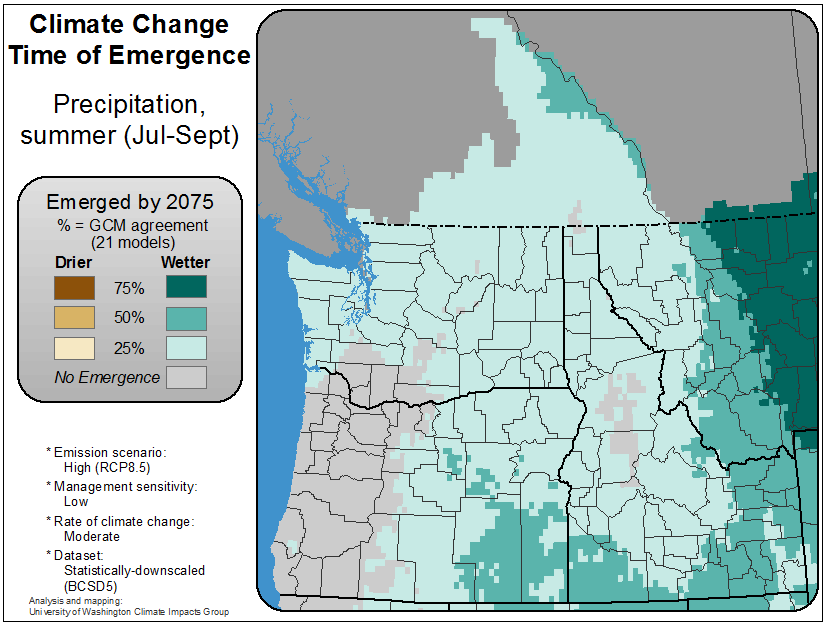 Climate Change
Time of Emergence
Precipitation,
summer (Jul-Sept)
Emerged by 2075
% = GCM agreement
(21 models)
Drier Wetter
75%
50%
25%
No Emergence
* Emission scenario:
High (RCP8.5)
* Management sensitivity:
Low
* Rate of climate change:
Moderate
* Dataset:
Statistically-downscaled
(BCSD5)
Analysis and mapping:
University of Washington Climate Impacts Group